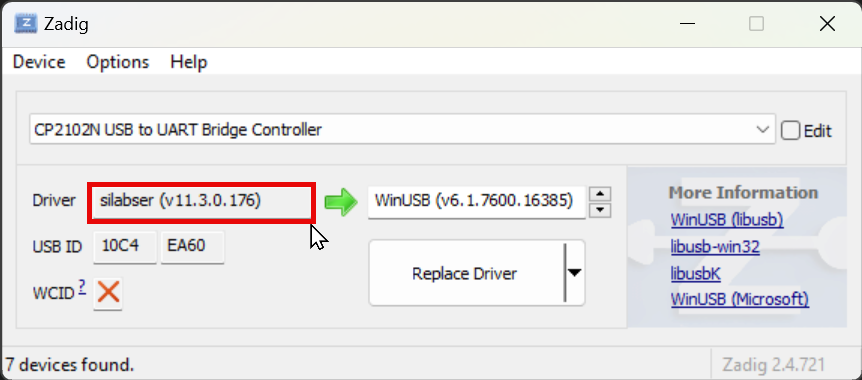 Zadig
Device Options Help
CP2102N USB to UART Bridge Controller
Edit
Driver silabser (v11.3.0.176) WinUSB (v6.1.7600.16385)
USB ID 10C4 EA60
WCID ?
Replace Driver
More Information
WinUSB (libusb)
libusb-win32
libusbK
WinUSB (Microsoft)
7 devices found.
Zadig 2.4.721